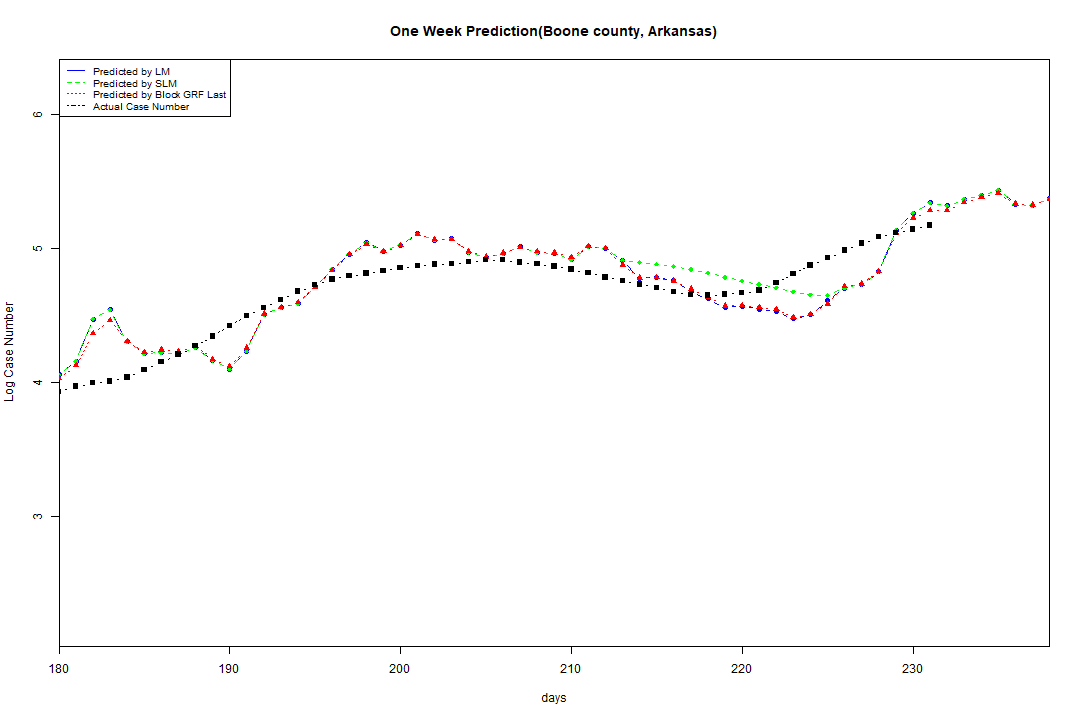 One Week Prediction(Boone county, Arkansas)
Predicted by LM
Predicted by SLM
Predicted by Block GRF Last
Actual Case Number
6
5
4
3
Log Case Number
180 190 200 210 220 230
days